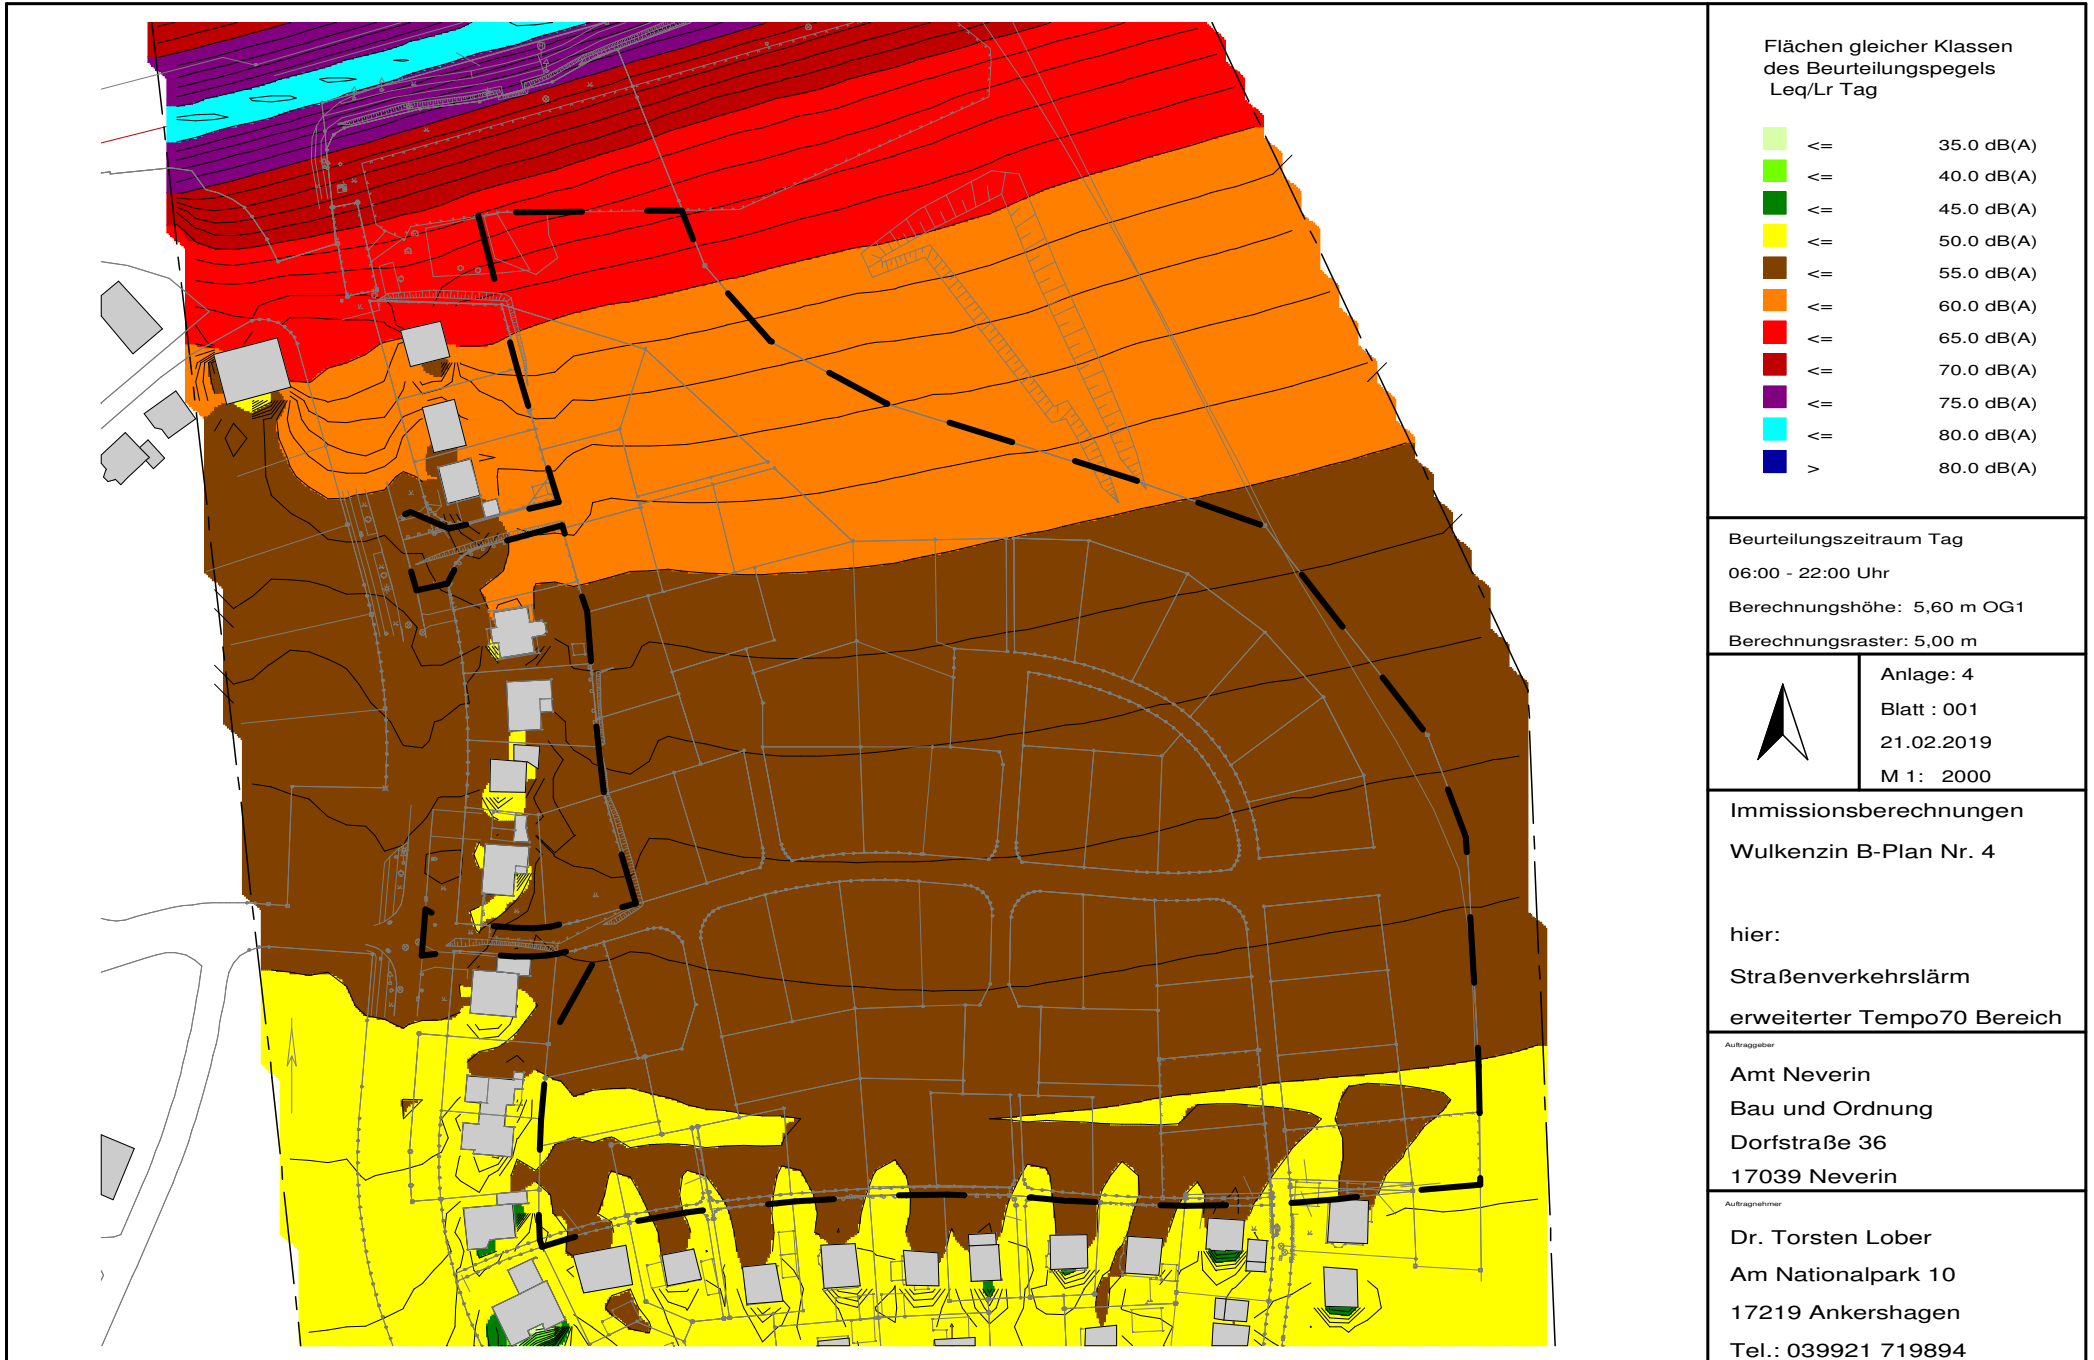 Flächen gleicher Klassen
des Beurteilungspegels
Leq/Lr Tag
<= 35.0 dB(A)
<= 40.0 dB(A)
<= 45.0 dB(A)
<= 50.0 dB(A)
<= 55.0 dB(A)
<= 60.0 dB(A)
<= 65.0 dB(A)
<= 70.0 dB(A)
<= 75.0 dB(A)
<= 80.0 dB(A)
> 80.0 dB(A)
Beurteilungszeitraum Tag
06:00 - 22:00 Uhr
Berechnungshöhe: 5,60 m OG1
Berechnungsraster: 5,00 m
Anlage: 4
Blatt : 001
21.02.2019
M 1: 2000
Immissionsberechnungen
Wulkenzin B-Plan Nr. 4
hier:
Straßenverkehrslärm
erweiterter Tempo70 Bereich
Auftraggeber
Amt Neverin
Bau und Ordnung
Dorfstraße 36
17039 Neverin
Auftragnehmer
Dr. Torsten Lober
Am Nationalpark 10
17219 Ankershagen
Tel.: 039921 719894